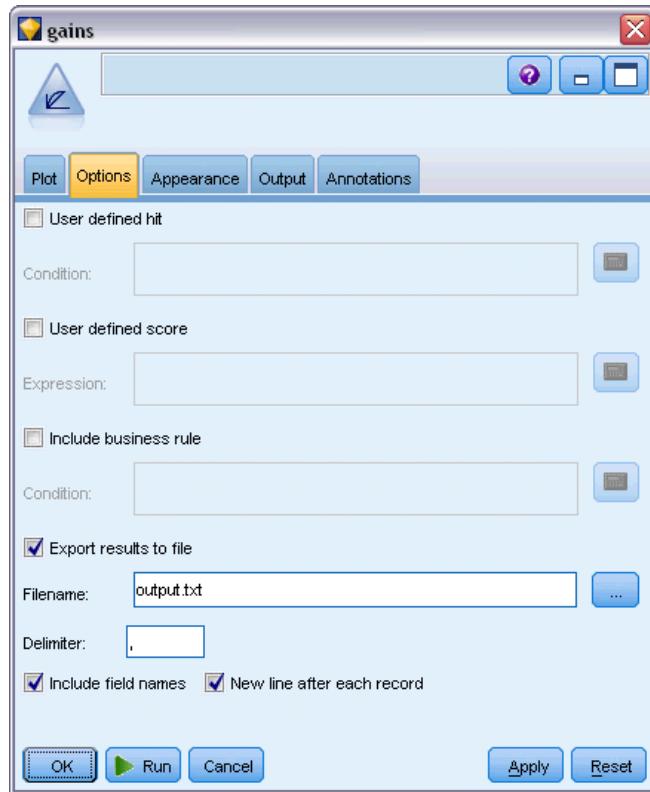 gains
?
Plot Options Appearance Output Annotations
User defined hit
Condition:
User defined score
Expression:
Include business rule
Condition:
Export results to file
Filename: output.txt ...
Delimiter: ,
Include field names New line after each record
OK Run Cancel Apply Reset